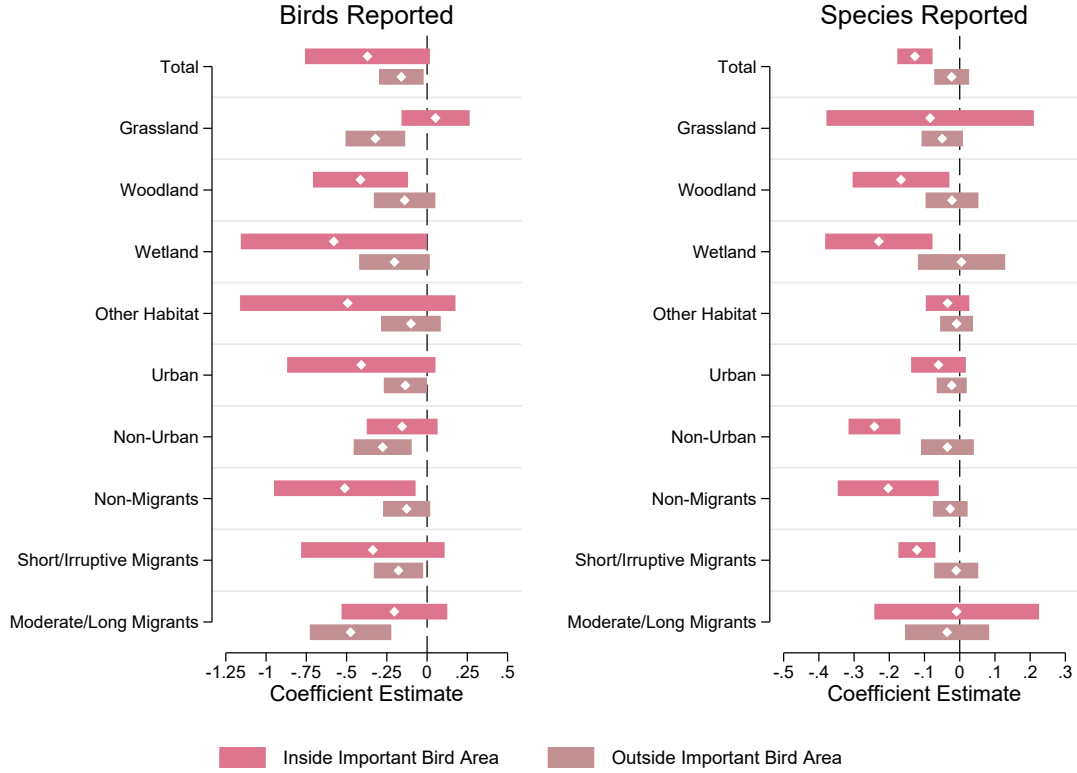 Birds Reported
Total
Grassland
Woodland
Wetland
Other Habitat
Urban
Non-Urban
Non-Migrants
Short/Irruptive Migrants
Moderate/Long Migrants
-1.25 -1 -.75 -.5 -.25 0 .25 .5
Coefficient Estimate
Species Reported
Total
Grassland
Woodland
Wetland
Other Habitat
Urban
Non-Urban
Non-Migrants
Short/Irruptive Migrants
Moderate/Long Migrants
-.5 -.4 -.3 -.2 -.1 0 .1 .2 .3
Coefficient Estimate
Inside Important Bird Area
Outside Important Bird Area